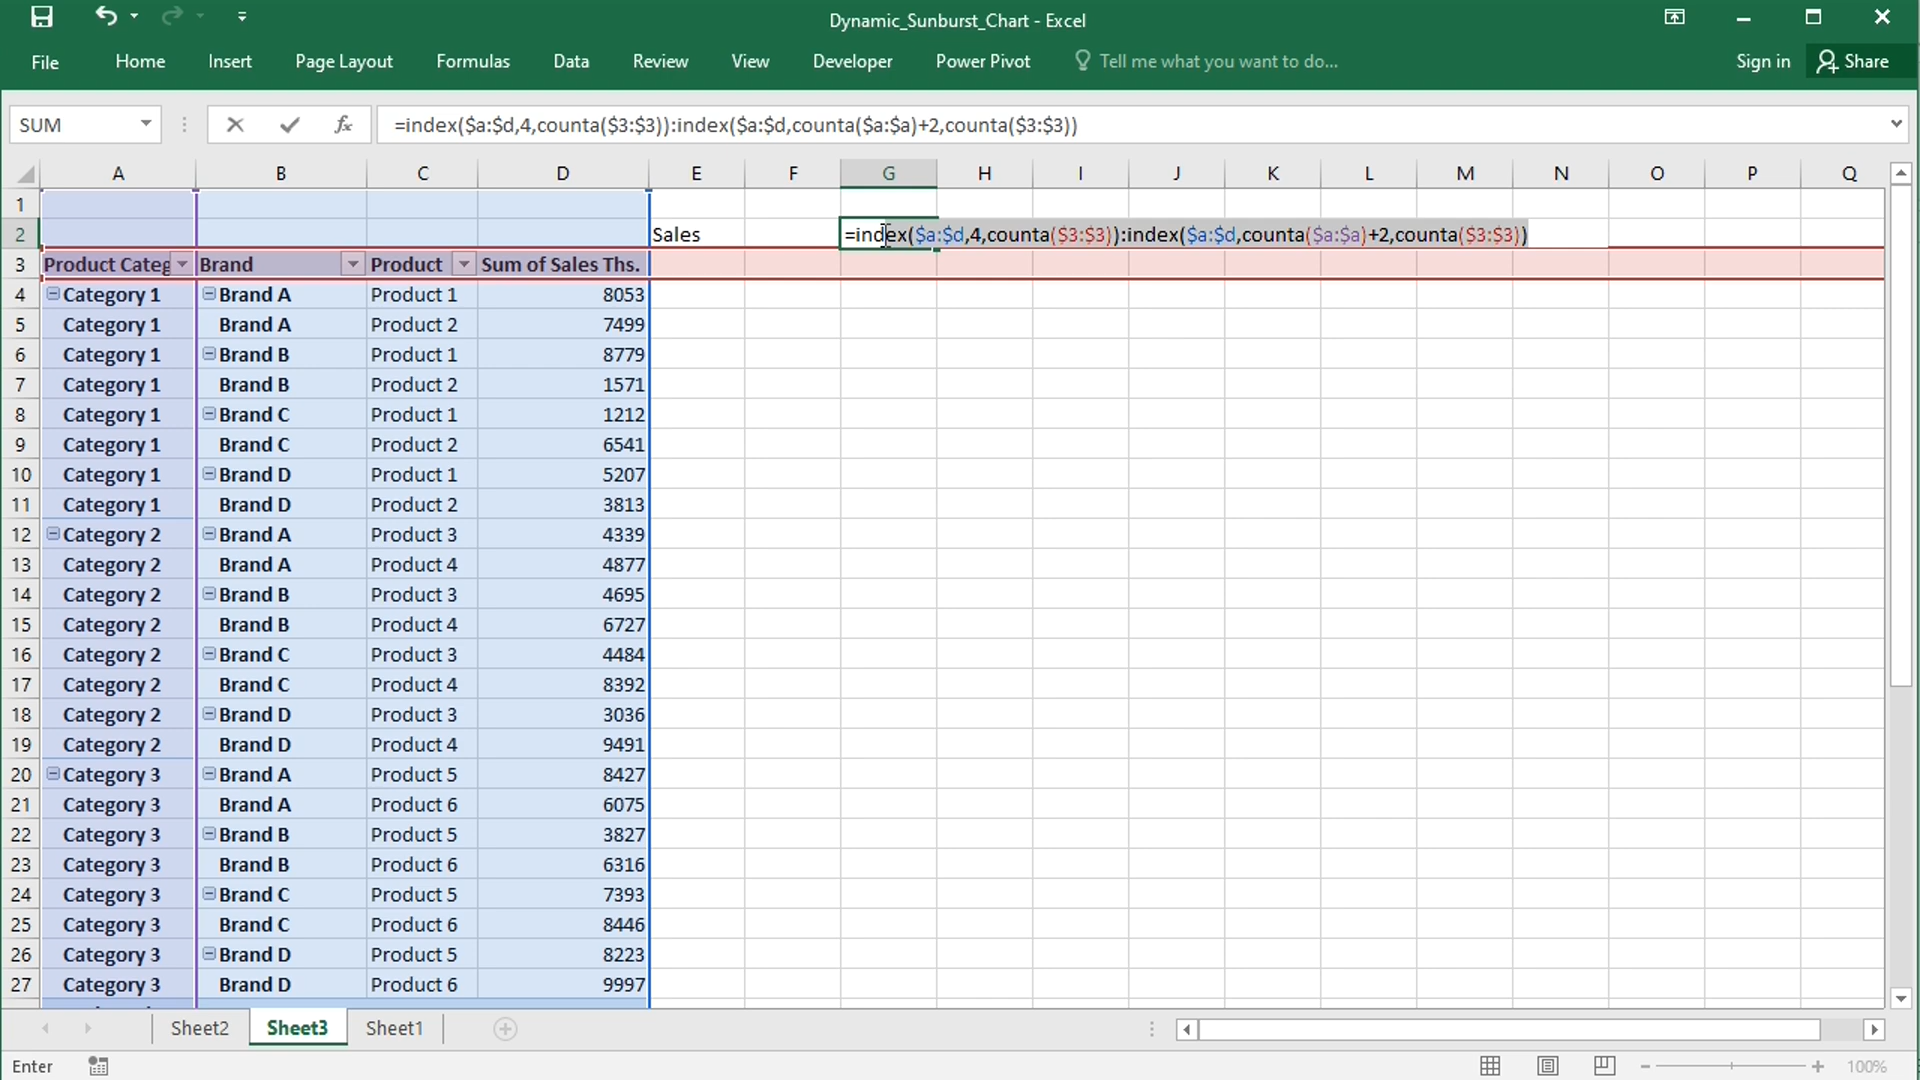 Dynamic_Sunburst_Chart - Excel
File Home Insert Page Layout Formulas Data Review View Developer Power Pivot Tell me what you want to do... Sign in Share
SUM fx =index($a:$d,4,counta($3:$3)):index($a:$d,counta($a:$a)+2,counta($3:$3))
A B C D E F G H I J K L M N O P Q
1
2 Sales =index($a:$d,4,counta($3:$3)):index($a:$d,counta($a:$a)+2,counta($3:$3))
3 Product Categ Brand Product Sum of Sales Ths.
4 Category 1 Brand A Product 1 8053
5 Category 1 Brand A Product 2 7499
6 Category 1 Brand B Product 1 8779
7 Category 1 Brand B Product 2 1571
8 Category 1 Brand C Product 1 1212
9 Category 1 Brand C Product 2 6541
10 Category 1 Brand D Product 1 5207
11 Category 1 Brand D Product 2 3813
12 Category 2 Brand A Product 3 4339
13 Category 2 Brand A Product 4 4877
14 Category 2 Brand B Product 3 4695
15 Category 2 Brand B Product 4 6727
16 Category 2 Brand C Product 3 4484
17 Category 2 Brand C Product 4 8392
18 Category 2 Brand D Product 3 3036
19 Category 2 Brand D Product 4 9491
20 Category 3 Brand A Product 5 8427
21 Category 3 Brand A Product 6 6075
22 Category 3 Brand B Product 5 3827
23 Category 3 Brand B Product 6 6316
24 Category 3 Brand C Product 5 7393
25 Category 3 Brand C Product 6 8446
26 Category 3 Brand D Product 5 8223
27 Category 3 Brand D Product 6 9997
Sheet2 Sheet3 Sheet1
Enter 100%